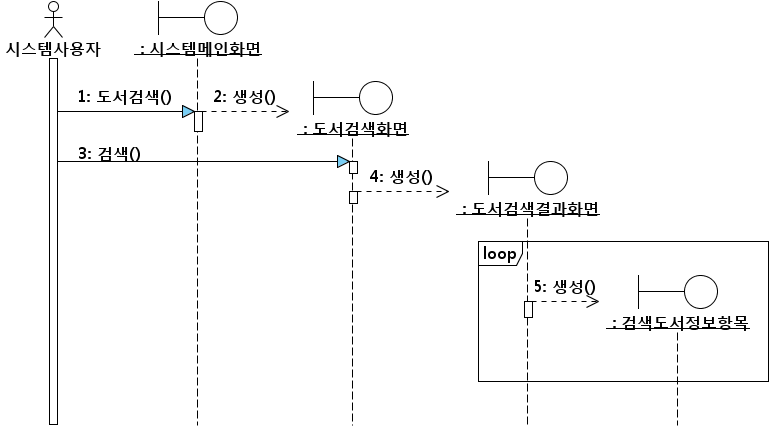 시스템사용자
: 시스템메인화면
1: 도서검색()
2: 생성()
: 도서검색화면
3: 검색()
4: 생성()
: 도서검색결과화면
loop
5: 생성()
: 검색도서정보항목